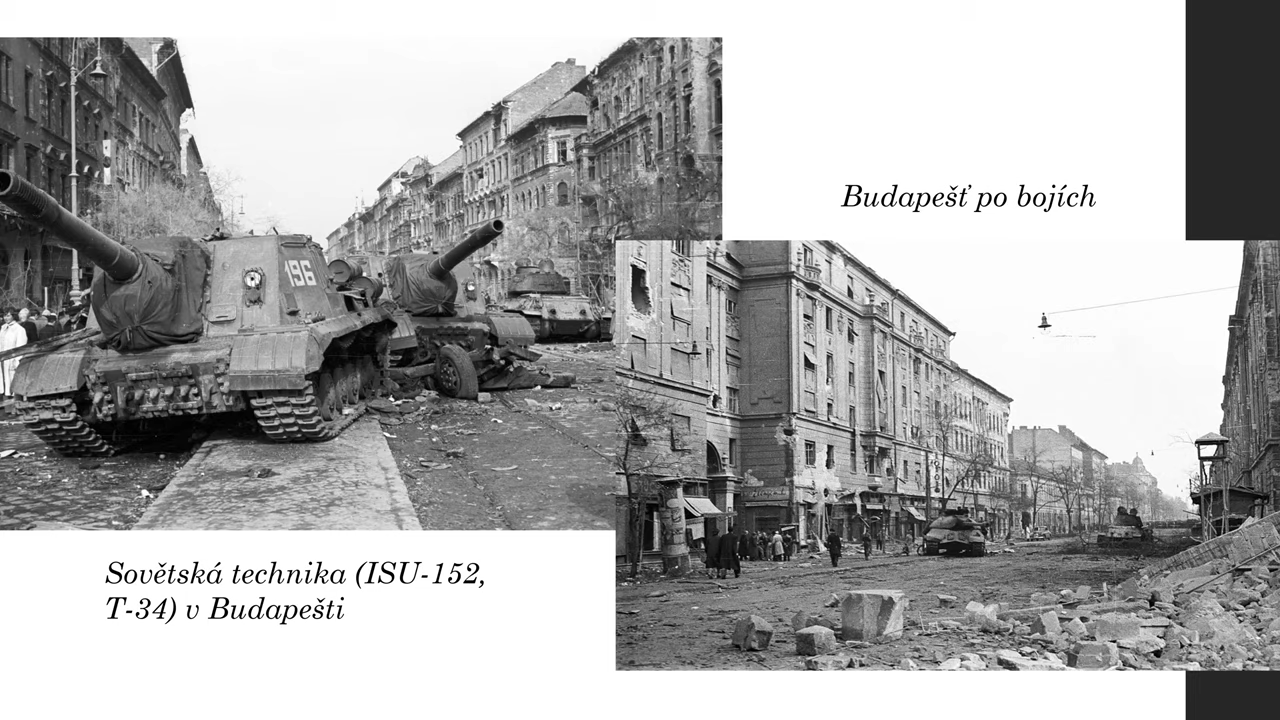 Budapešť po bojích
196
Sovětská technika (ISU-152,
T-34) v Budapešti